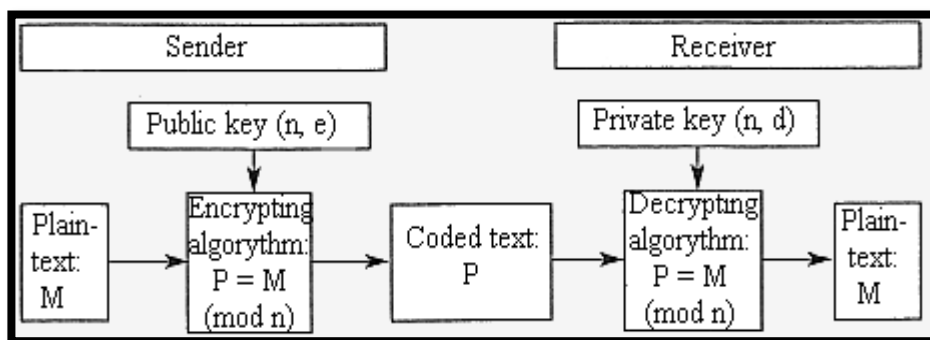 Sender
Receiver
Public key (n, e)
Private key (n, d)
Plain-
text:
M
Encrypting
algorythm:
P = M
(mod n)
Coded text:
P
Decrypting
algorythm:
P = M
(mod n)
Plain-
text:
M